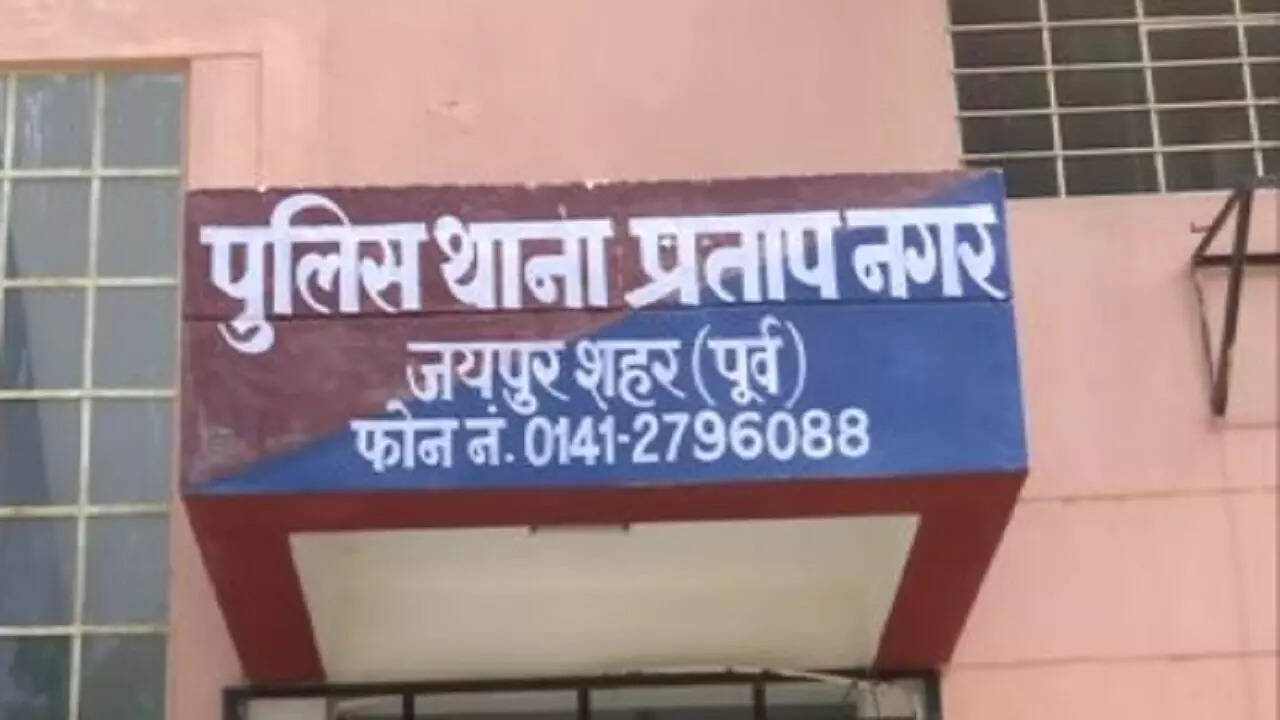 पुलिस थाना प्रताप नगर
जयपुर शहर (पूर्व)
फोन नं. 0141-2796088